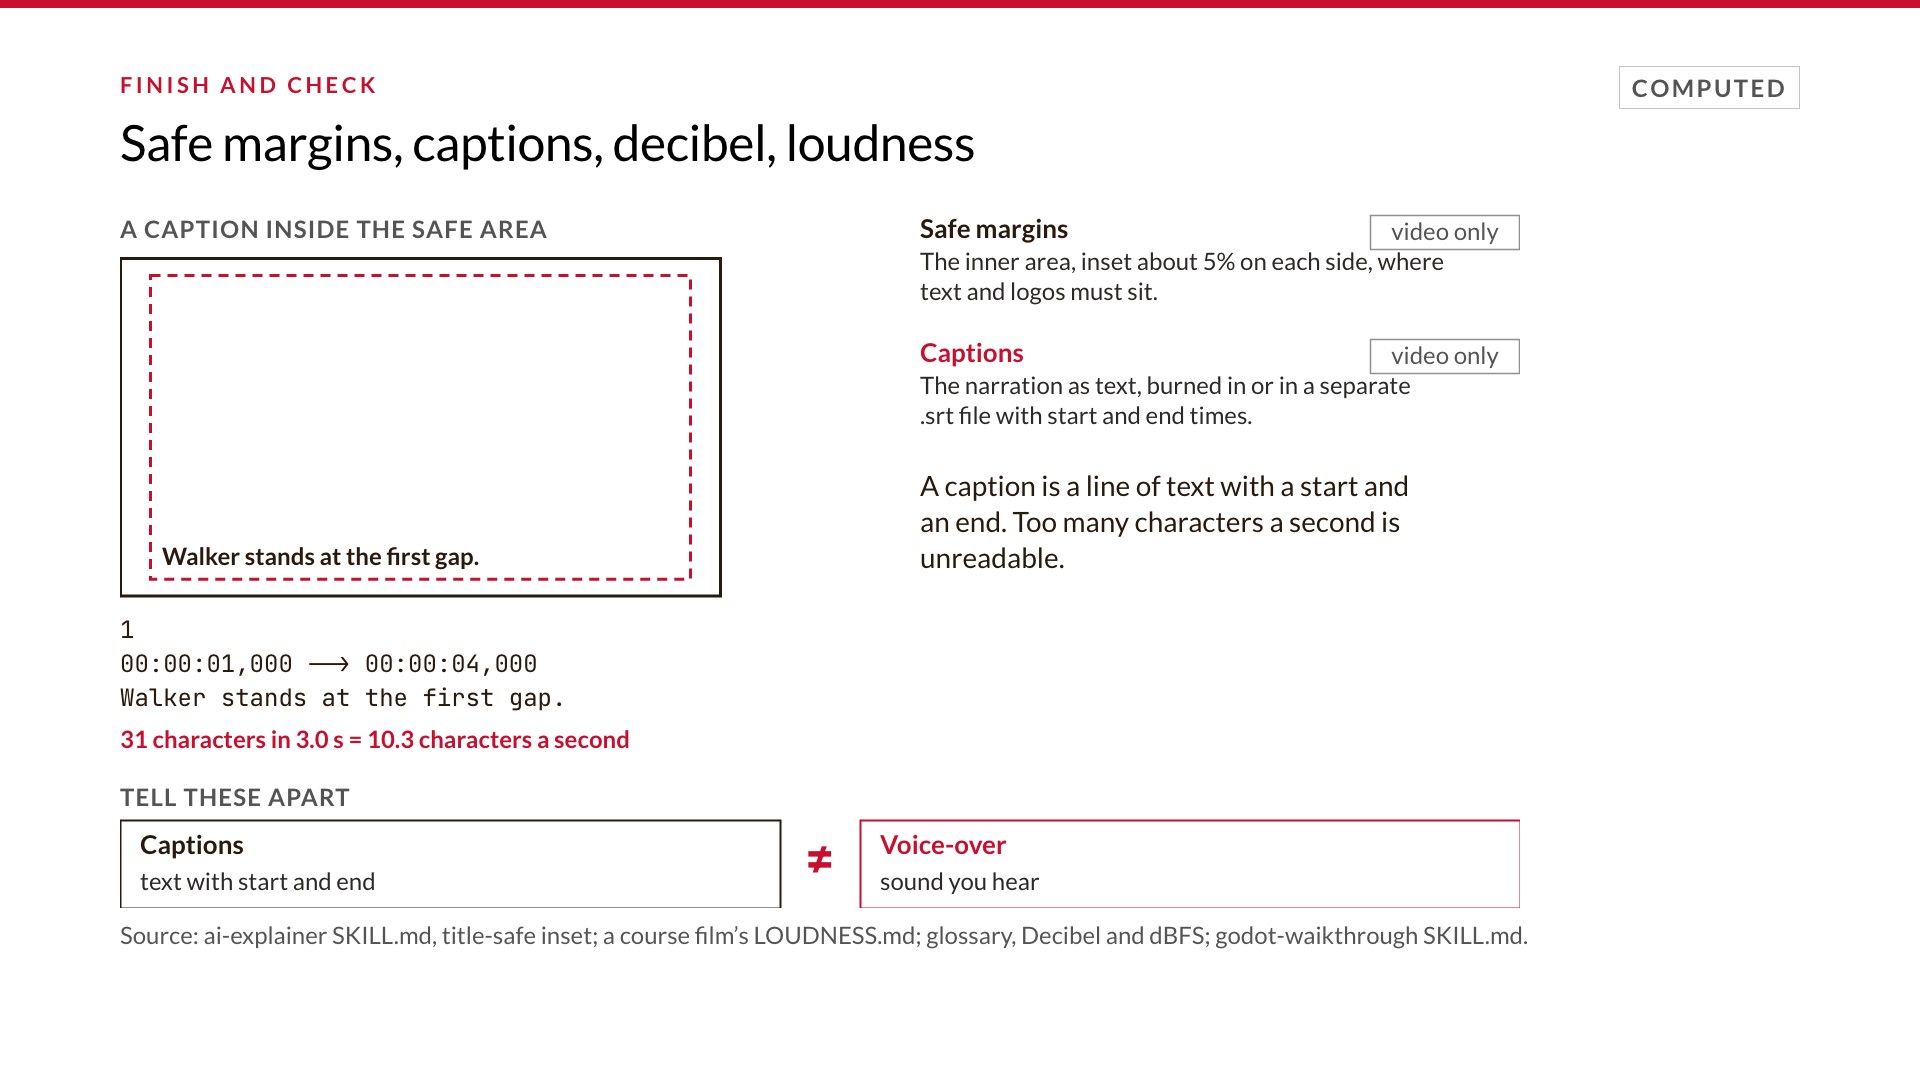 FINISH AND CHECK
COMPUTED
Safe margins, captions, decibel, loudness
A CAPTION INSIDE THE SAFE AREA
Walker stands at the first gap.
1
00:00:01,000 --> 00:00:04,000
Walker stands at the first gap.
31 characters in 3.0 s = 10.3 characters a second
Safe margins
video only
The inner area, inset about 5% on each side, where
text and logos must sit.
Captions
video only
The narration as text, burned in or in a separate
.srt file with start and end times.
A caption is a line of text with a start and
an end. Too many characters a second is
unreadable.
TELL THESE APART
Captions
text with start and end
≠
Voice-over
sound you hear
Source: ai-explainer SKILL.md, title-safe inset; a course film’s LOUDNESS.md; glossary, Decibel and dBFS; godot-waikthrough SKILL.md.